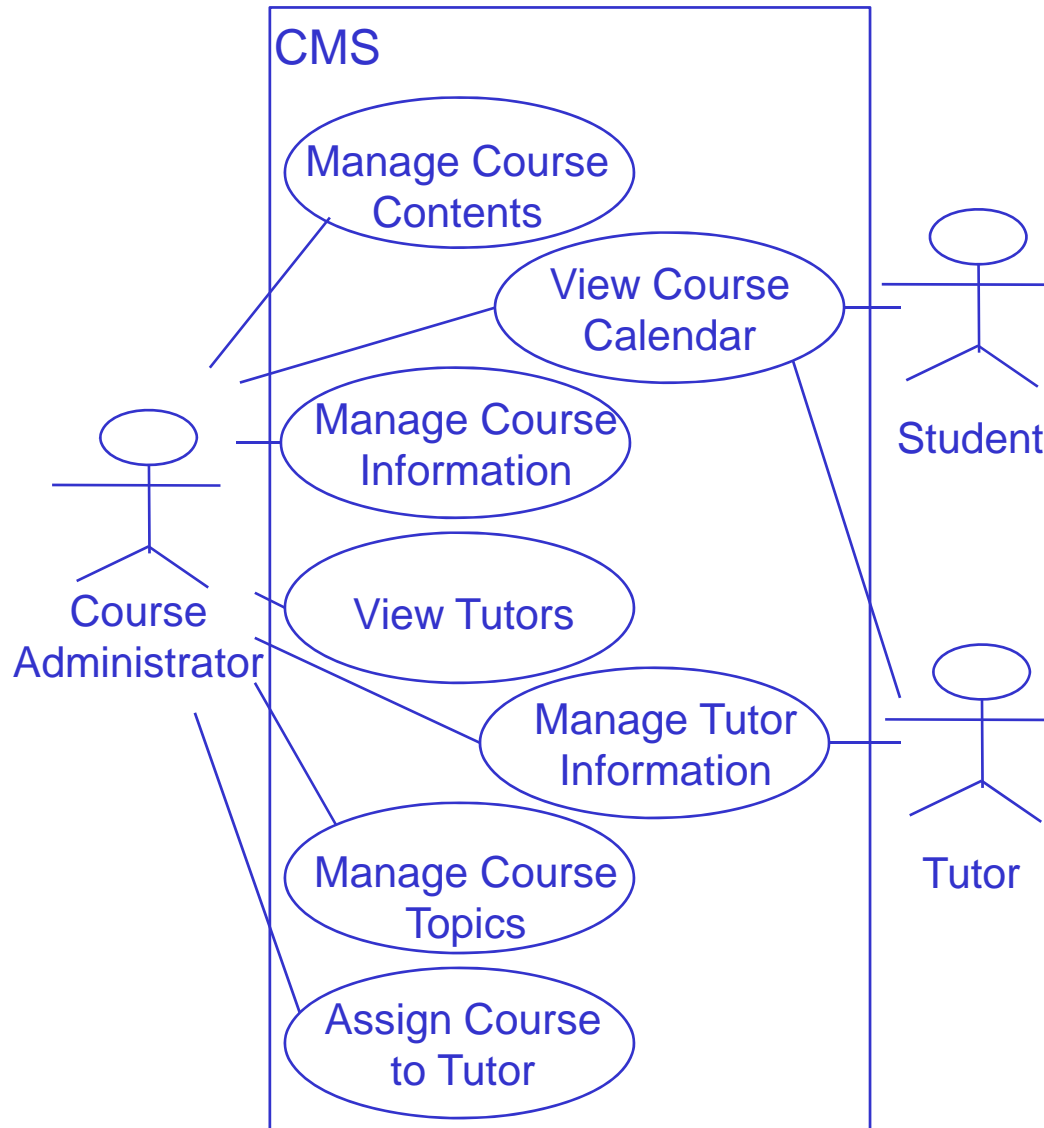 CMS
Manage Course
Contents
View Course
Calendar
Manage Course
Information
Student
Course
Administrator
View Tutors
Manage Tutor
Information
Manage Course
Topics
Tutor
Assign Course
to Tutor